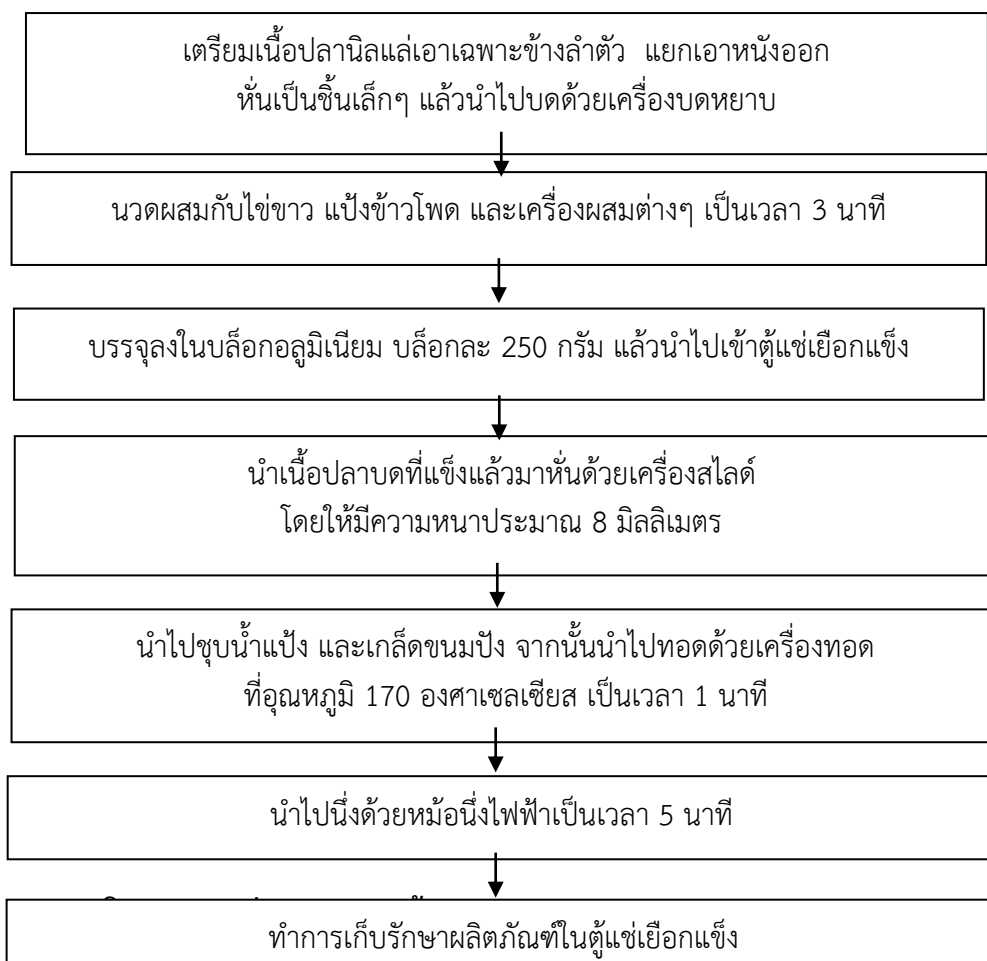 เตรียมเนื้อปลานิลแล่เอาเฉพาะข้างลำตัว แยกเอาหนังออก
หั่นเป็นชิ้นเล็กๆ แล้วนำไปบดด้วยเครื่องบดหยาบ
นวดผสมกับไข่ขาว แป้งข้าวโพด และเครื่องผสมต่างๆ เป็นเวลา 3 นาที
บรรจุลงในบล็อกอลูมิเนียม บล็อกละ 250 กรัม แล้วนำไปเข้าตู้แช่เยือกแข็ง
นำเนื้อปลาบดที่แข็งแล้วมาหั่นด้วยเครื่องสไลด์
โดยให้มีความหนาประมาณ 8 มิลลิเมตร
นำไปชุบน้ำแป้ง และเกล็ดขนมปัง จากนั้นนำไปทอดด้วยเครื่องทอด
ที่อุณหภูมิ 170 องศาเซลเซียส เป็นเวลา 1 นาที
นำไปนึ่งด้วยหม้อนึ่งไฟฟ้าเป็นเวลา 5 นาที
ทำการเก็บรักษาผลิตภัณฑ์ในตู้แช่เยือกแข็ง